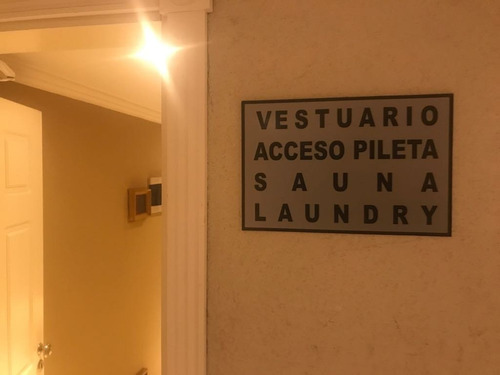 VESTUARIO
ACCESO PILETA
SAUNA
LAUNDRY